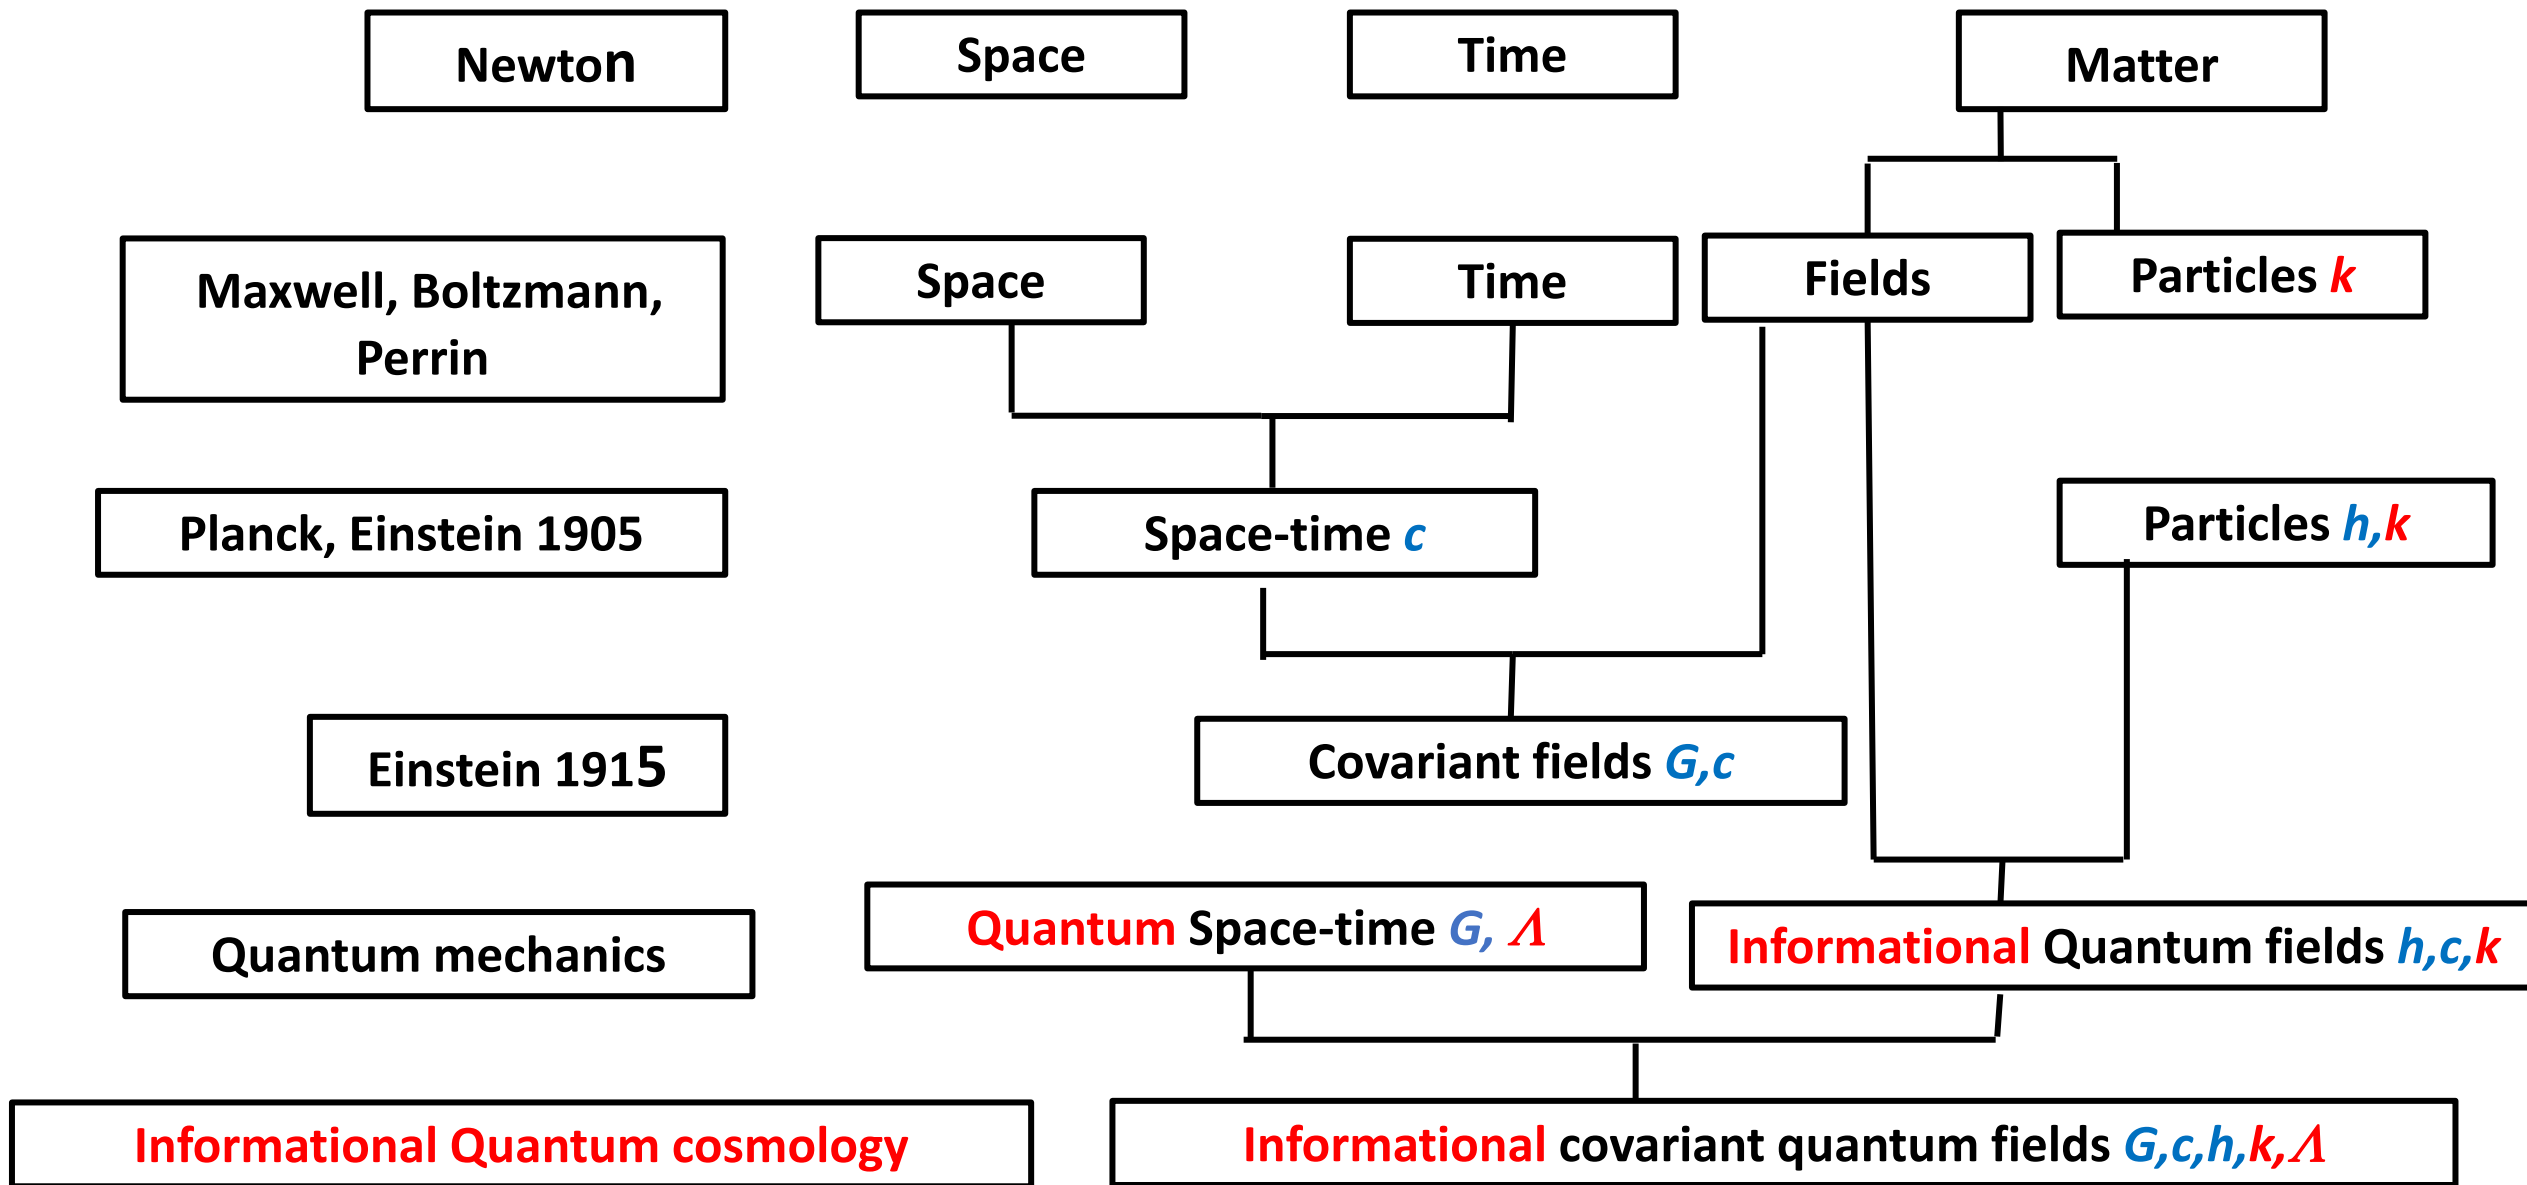 Newton
Space
Time
Matter
Maxwell, Boltzmann,
Perrin
Space
Time
Fields
Particles k
Planck, Einstein 1905
Space-time c
Particles h,k
Einstein 1915
Covariant fields G,c
Quantum mechanics
Quantum Space-time G, Λ
Informational Quantum fields h,c,k
Informational Quantum cosmology
Informational covariant quantum fields G,c,h,k,Λ